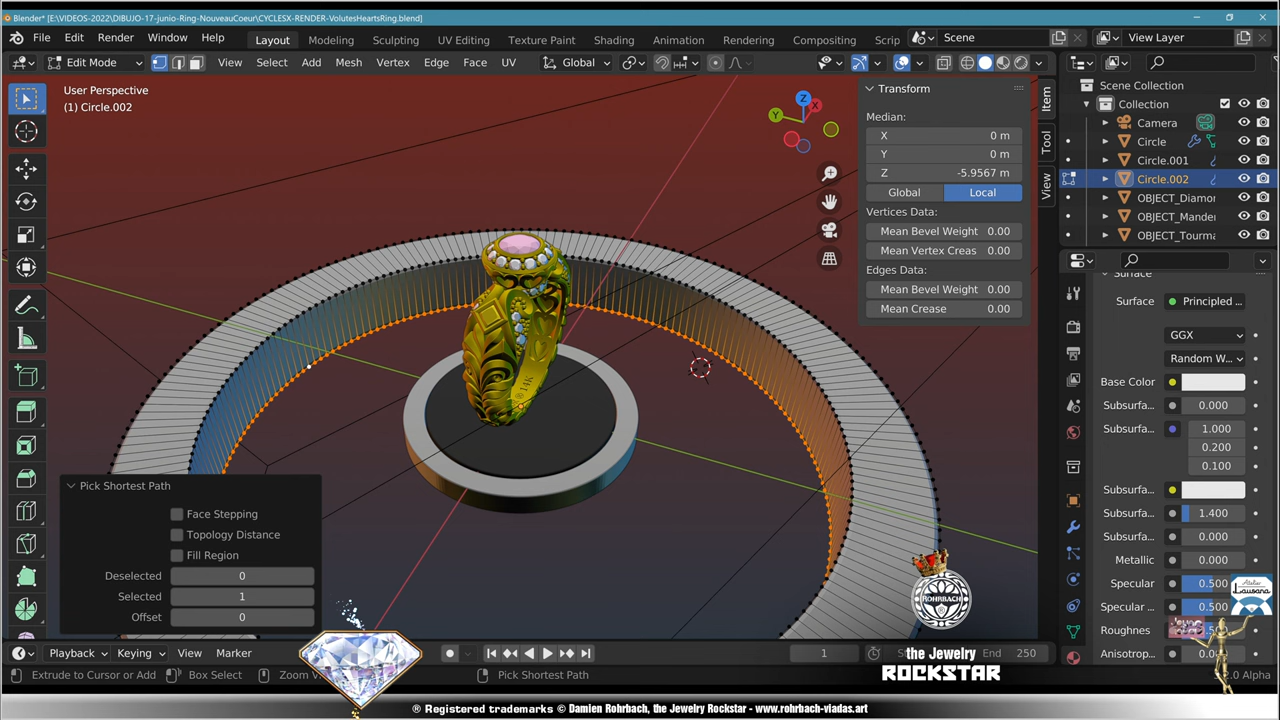 Blender* [E:\VIDEOS-2022\DIBUJO-17-junio-Ring-NouveauCoeur\CYCLESX-RENDER-VolutesHeartsRing.blend]
File Edit Render Window Help Layout Modeling Sculpting UV Editing Texture Paint Shading Animation Rendering Compositing Scrip Scene View Layer
Edit Mode View Select Add Mesh Vertex Edge Face UV Global
User Perspective
(1) Circle.002
Z
X
Y
Transform
Median:
X 0 m
Y 0 m
Z -5.9567 m
Global Local
Vertices Data:
Mean Bevel Weight 0.00
Mean Vertex Creas 0.00
Edges Data:
Mean Bevel Weight 0.00
Mean Crease 0.00
Item
Tool
View
Scene Collection
Collection
Camera
Circle
Circle.001
Circle.002
OBJECT_Diamor
OBJECT_Mander
OBJECT_Tourma
Surface
Surface Principled ...
GGX
Random W...
Base Color
Subsurfa... 0.000
Subsurfa... 1.000
0.200
0.100
Subsurfa...
Subsurfa... 1.400
Subsurfa... 0.000
Metallic 0.000
Specular 0.500
Specular ... 0.500
Roughnes
Anisotrop...
14K
Pick Shortest Path
Face Stepping
Topology Distance
Fill Region
Deselected 0
Selected 1
Offset 0
ROHRBACH
Atelier
Lausana
Playback Keying View Marker 1 End 250
the Jewelry
ROCKSTAR
Extrude to Cursor or Add Box Select Zoom V Pick Shortest Path 2.0 Alpha
® Registered trademarks © Damien Rohrbach, the Jewelry Rockstar - www.rohrbach-viadas.art